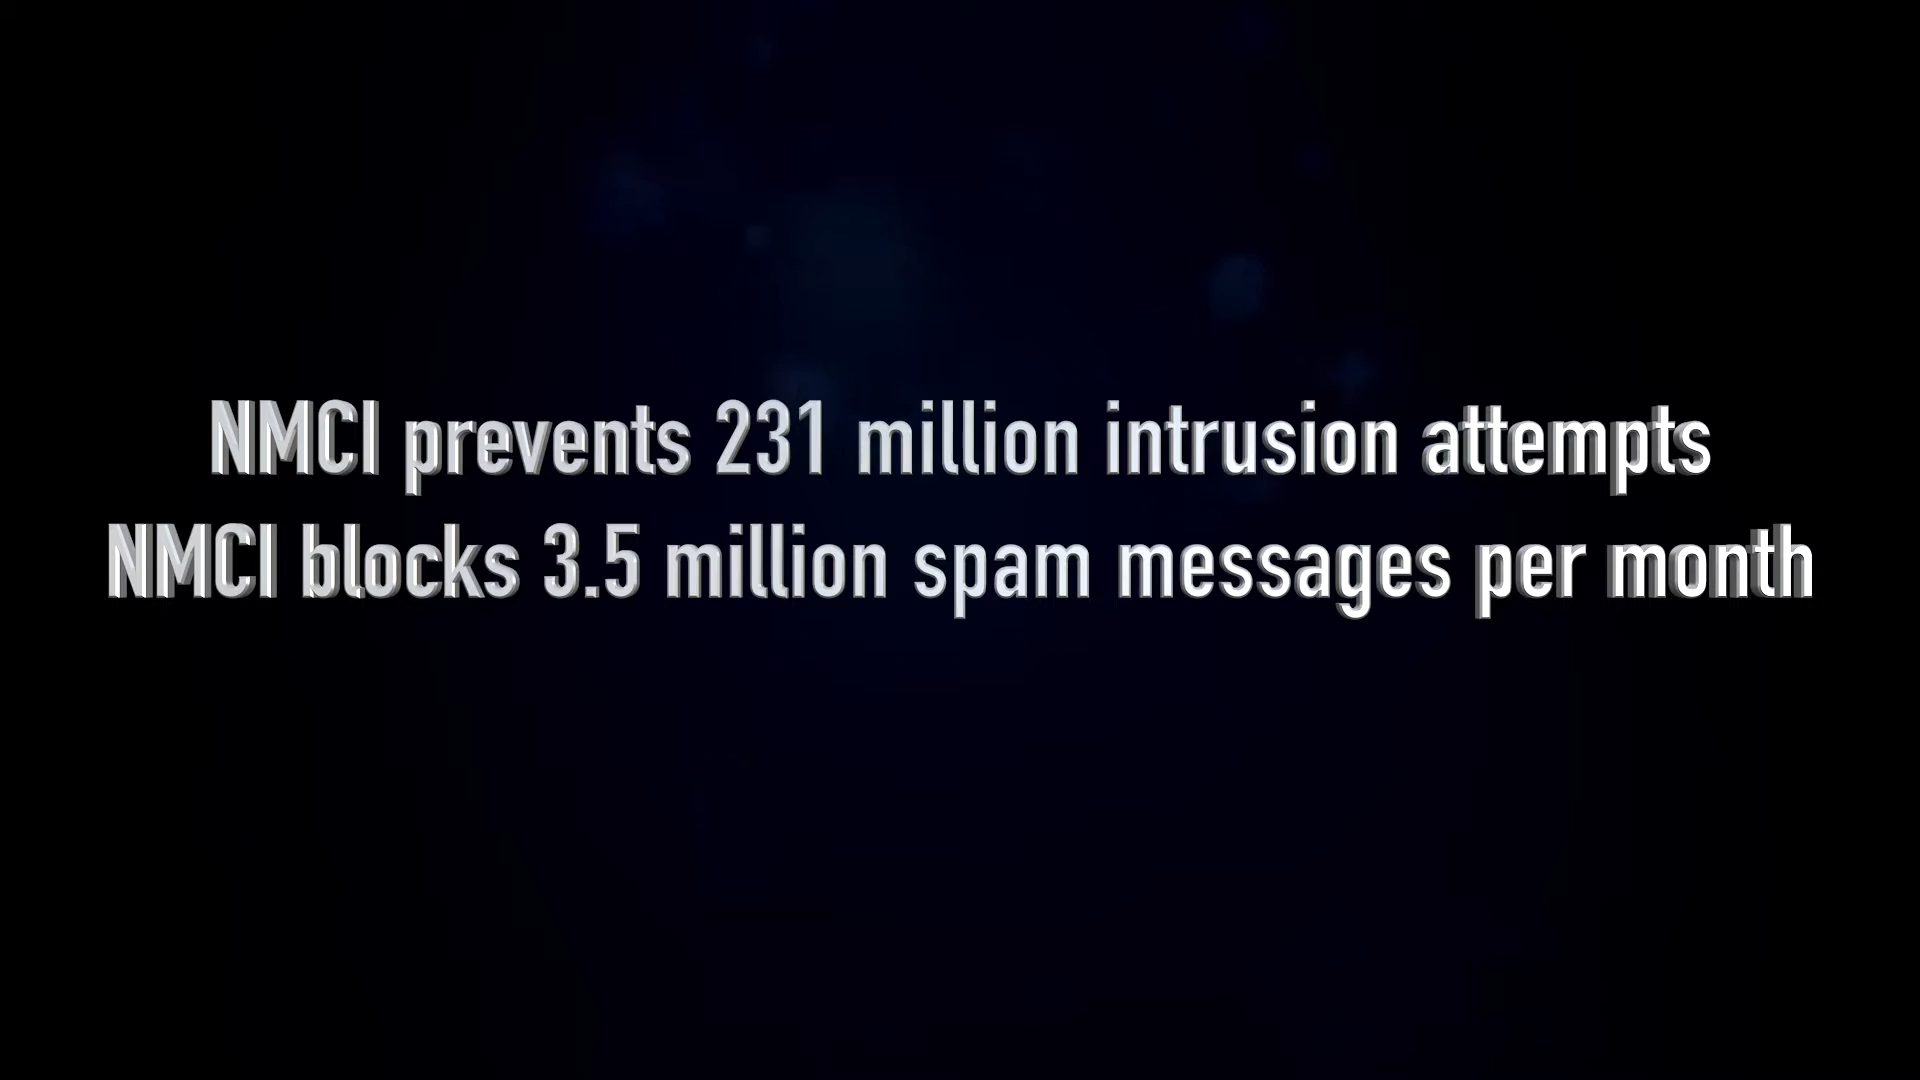 NMCI prevents 231 million intrusion attempts
NMCI blocks 3.5 million spam messages per month